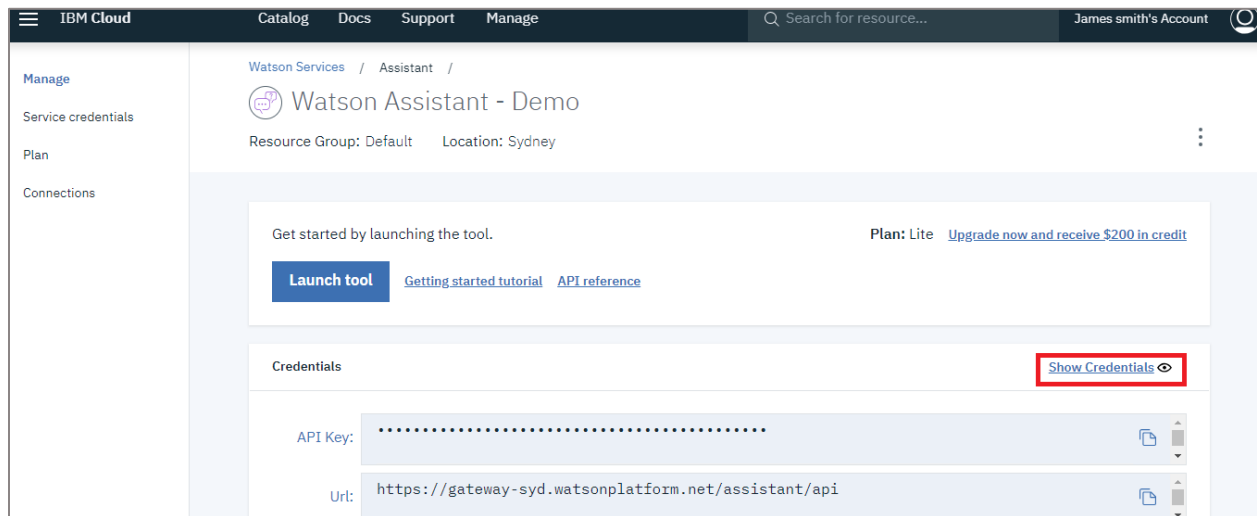 IBM Cloud Catalog Docs Support Manage Search for resource... James smith's Account
Manage
Service credentials
Plan
Connections
Watson Services / Assistant /
Watson Assistant - Demo
Resource Group: Default Location: Sydney
Get started by launching the tool.
Plan: Lite Upgrade now and receive $200 in credit
Launch tool Getting started tutorial API reference
Credentials Show Credentials
API Key: ••••••••••••••••••••••••••••••••••••••••••••
Url: https://gateway-syd.watsonplatform.net/assistant/api